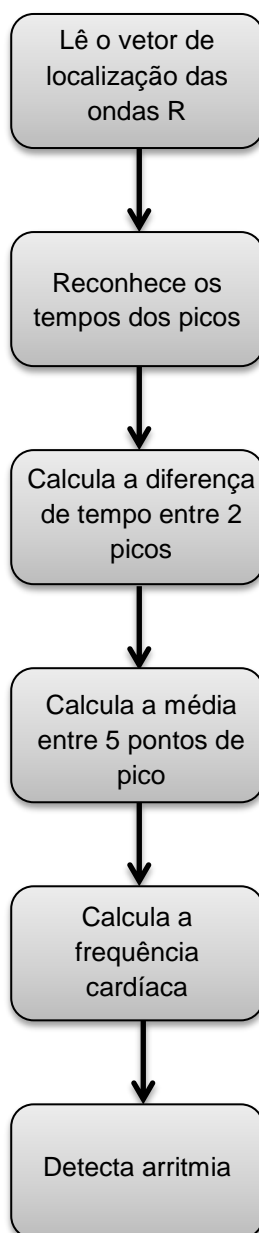 Lê o vetor de
localização das
ondas R
Reconhece os
tempos dos picos
Calcula a diferença
de tempo entre 2
picos
Calcula a média
entre 5 pontos de
pico
Calcula a
frequência
cardíaca
Detecta arritmia